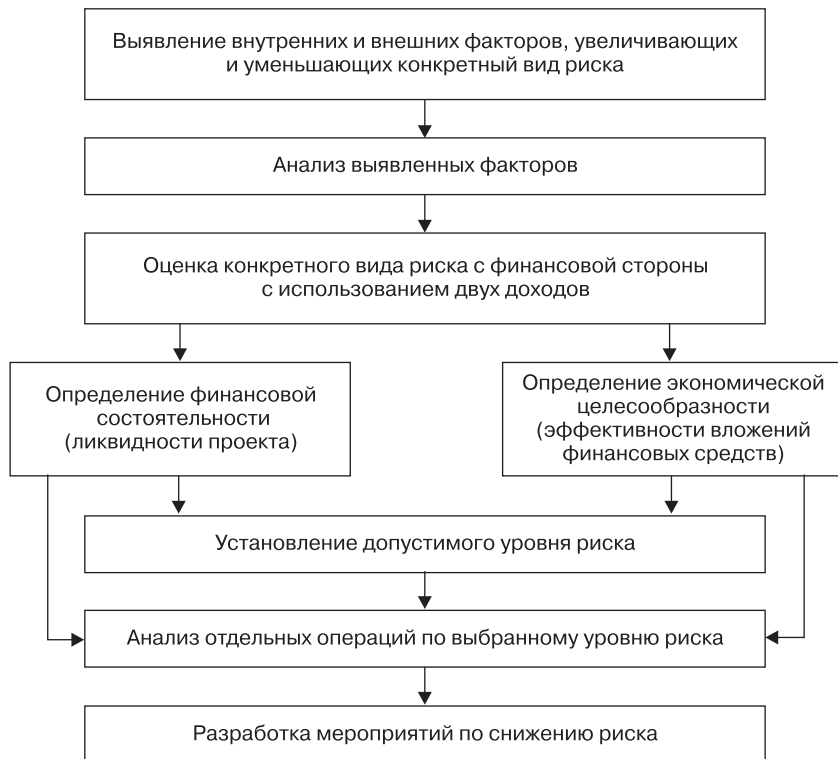 Выявление внутренних и внешних факторов, увеличивающих
и уменьшающих конкретный вид риска
Анализ выявленных факторов
Оценка конкретного вида риска с финансовой стороны
с использованием двух доходов
Определение финансовой
состоятельности
(ликвидности проекта)
Определение экономической
целесообразности
(эффективности вложений
финансовых средств)
Установление допустимого уровня риска
Анализ отдельных операций по выбранному уровню риска
Разработка мероприятий по снижению риска